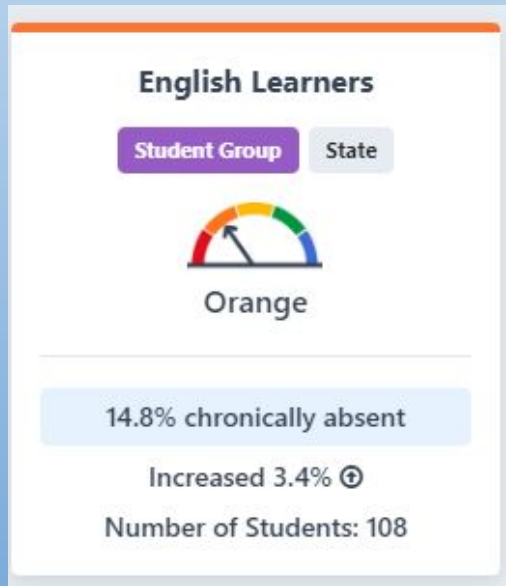 English Learners
Student Group State
Orange
14.8% chronically absent
Increased 3.4%
Number of Students: 108